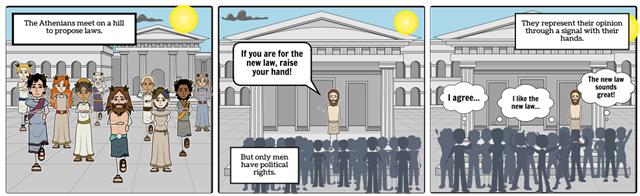 The Athenians meet on a hill
to propose laws.
If you are for the
new law, raise
your hand!
But only men
have political
rights.
They represent their opinion
through a signal with their
hands.
I agree...
I like the
new law...
The new
law sounds
great!